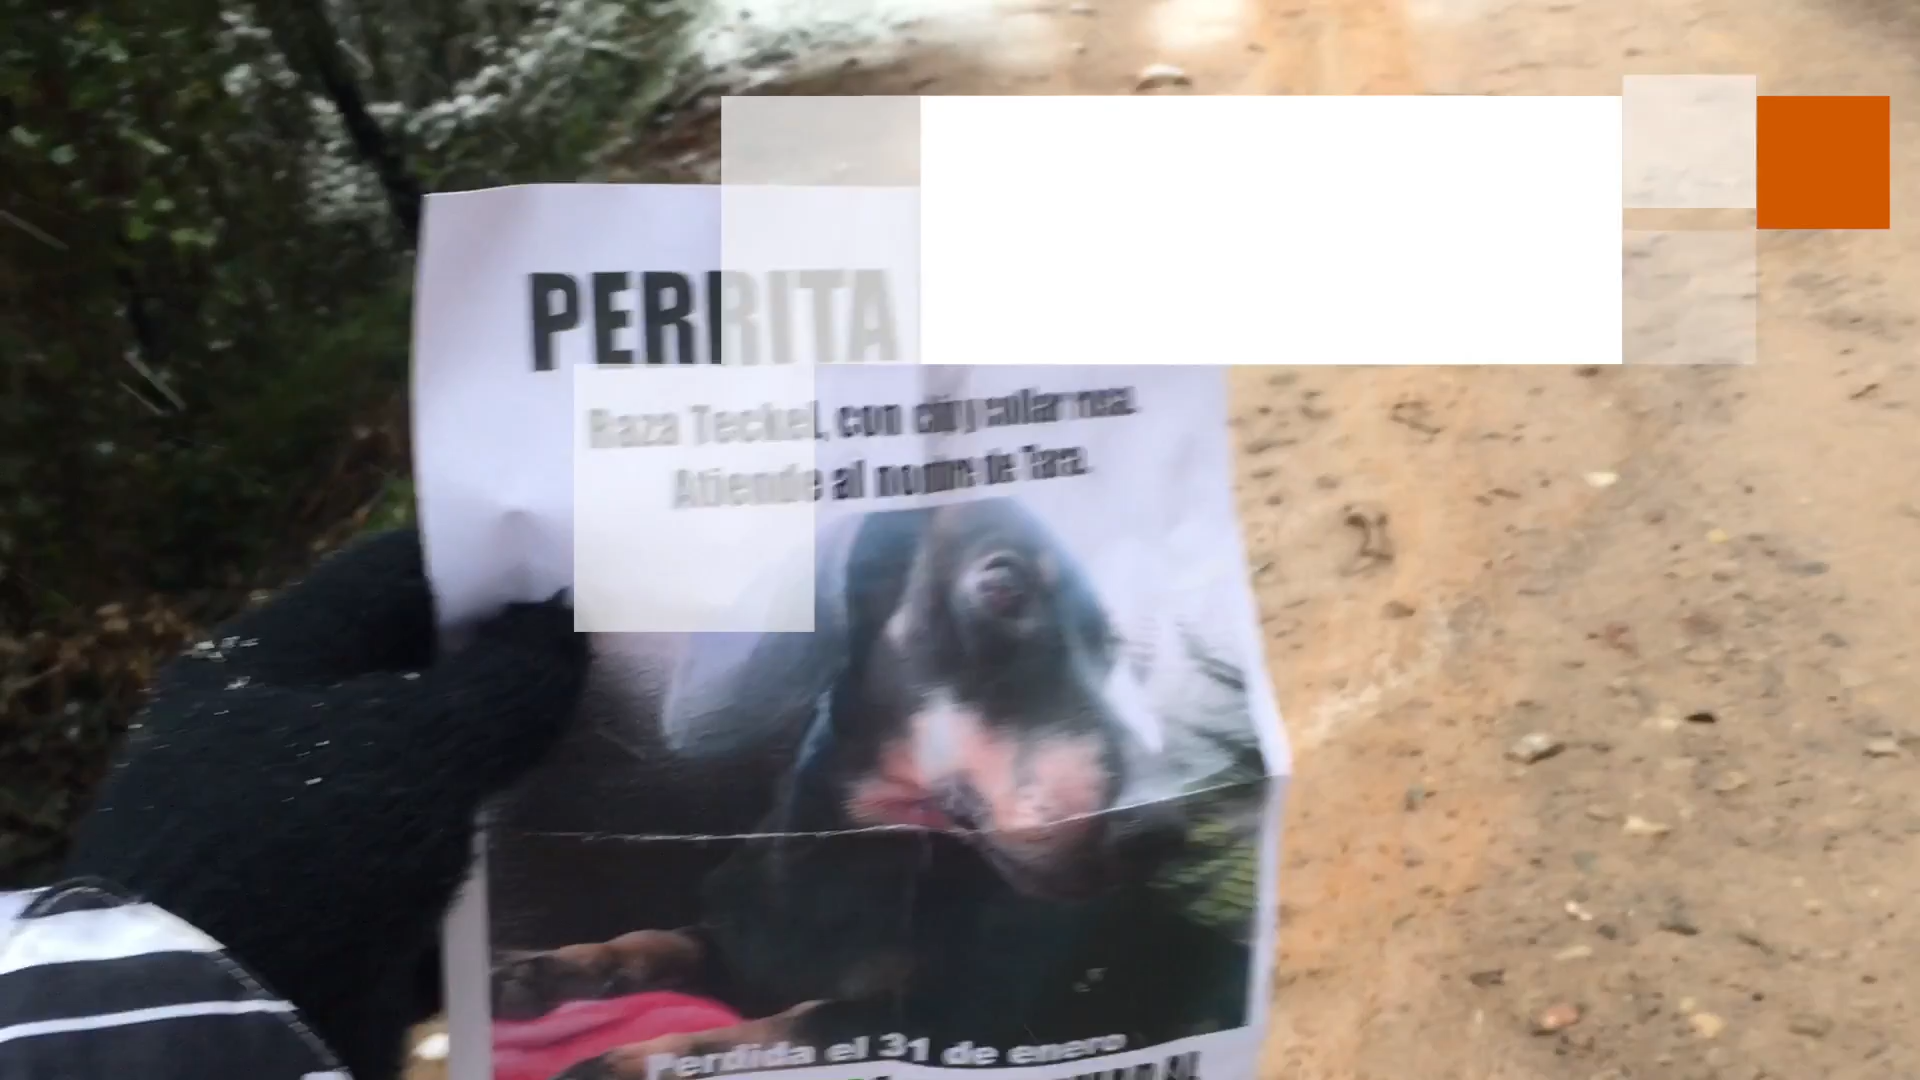 PERRITA
Raza Teckel, con chip y collar rosa.
Atiende al nombre de Tara.
Perdida el 31 de enero